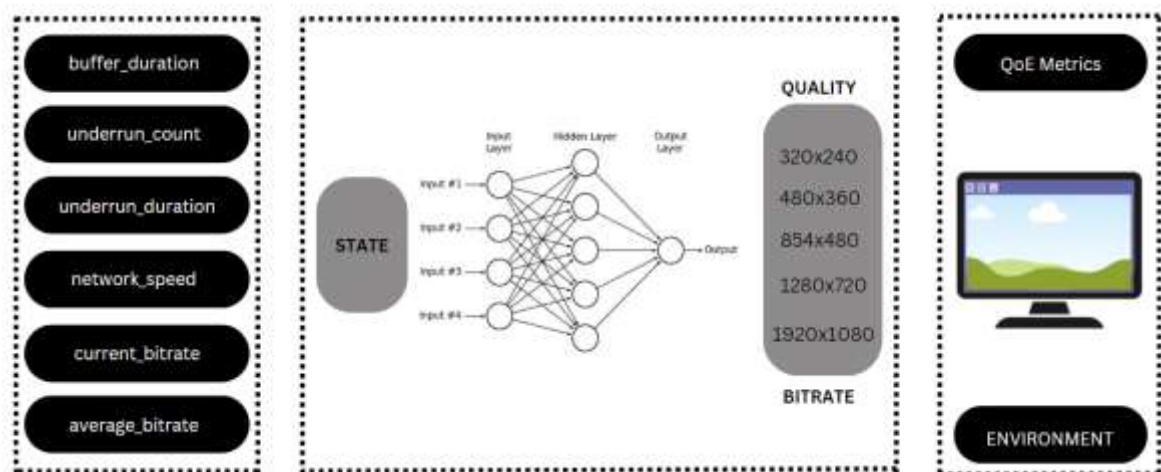 buffer_duration
underrun_count
underrun_duration
network_speed
current_bitrate
average_bitrate
STATE
Input
Layer
Hidden Layer
Output
Layer
Input #1
Input #2
Input #3
Input #4
Output
QUALITY
320x240
480x360
854x480
1280x720
1920x1080
BITRATE
QoE Metrics
ENVIRONMENT